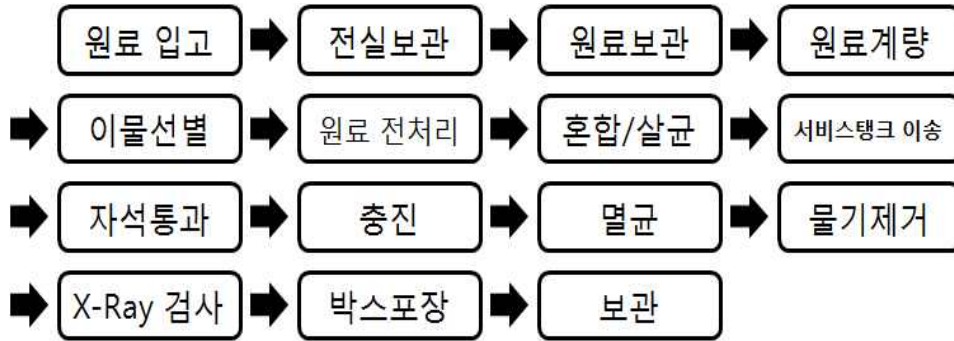 원료 입고 전실보관 원료보관 원료계량
이물선별 원료 전처리 혼합/살균 서비스탱크 이송
자석통과 충진 멸균 물기제거
X-Ray 검사 박스포장 보관